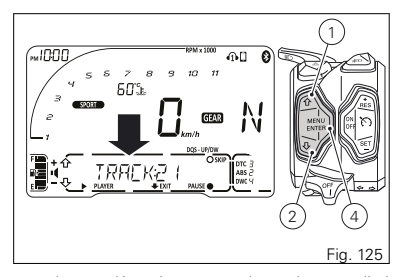 1
PM 10:00
RPM x 1000
1 2 3 4 5 6 7 8 9 10 11
60°C
SPORT
0 km/h
GEAR N
DQS - UP/DW
SKIP
F
E
+
-
TRACK:21
DTC 3
ABS 2
DWC 4
PLAYER EXIT PAUSE
MENU
ENTER
RES
ON
OFF
SET
OFF
2
4
Fig. 125